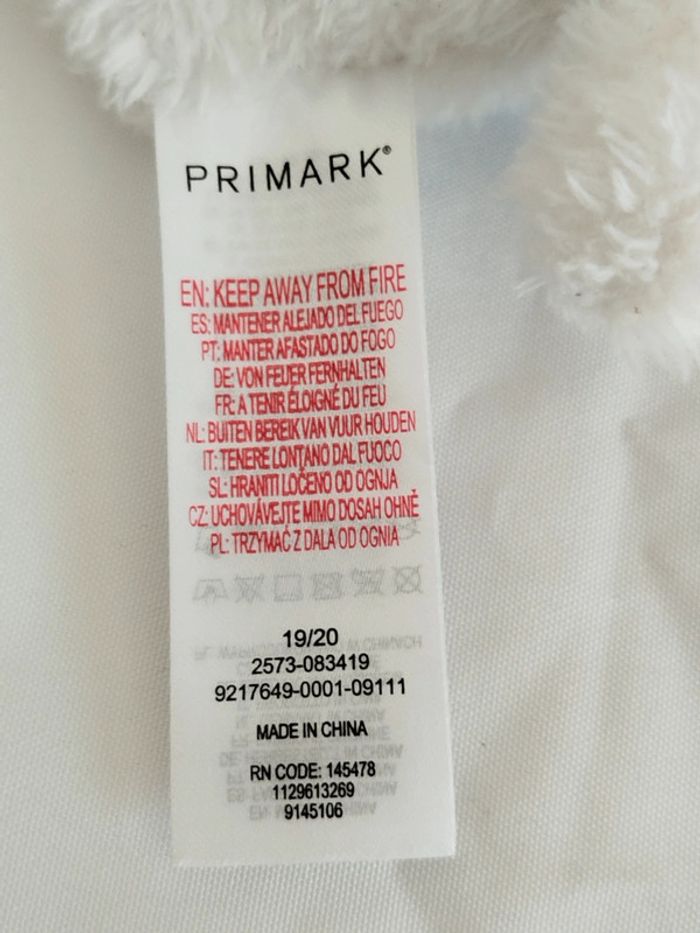 PRIMARK®
EN: KEEP AWAY FROM FIRE
ES: MANTENER ALEJADO DEL FUEGO
PT: MANTER AFASTADO DO FOGO
DE: VON FEUER FERNHALTEN
FR: A TENIR ÉLOIGNÉ DU FEU
NL: BUITEN BEREIK VAN VUUR HOUDEN
IT: TENERE LONTANO DAL FUOCO
SL: HRANITI LOČENO OD OGNJA
CZ: UCHOVÁVEJTE MIMO DOSAH OHNĚ
PL: TRZYMAĆ Z DALA OD OGNIA
19/20
2573-083419
9217649-0001-09111
MADE IN CHINA
RN CODE: 145478
1129613269
9145106